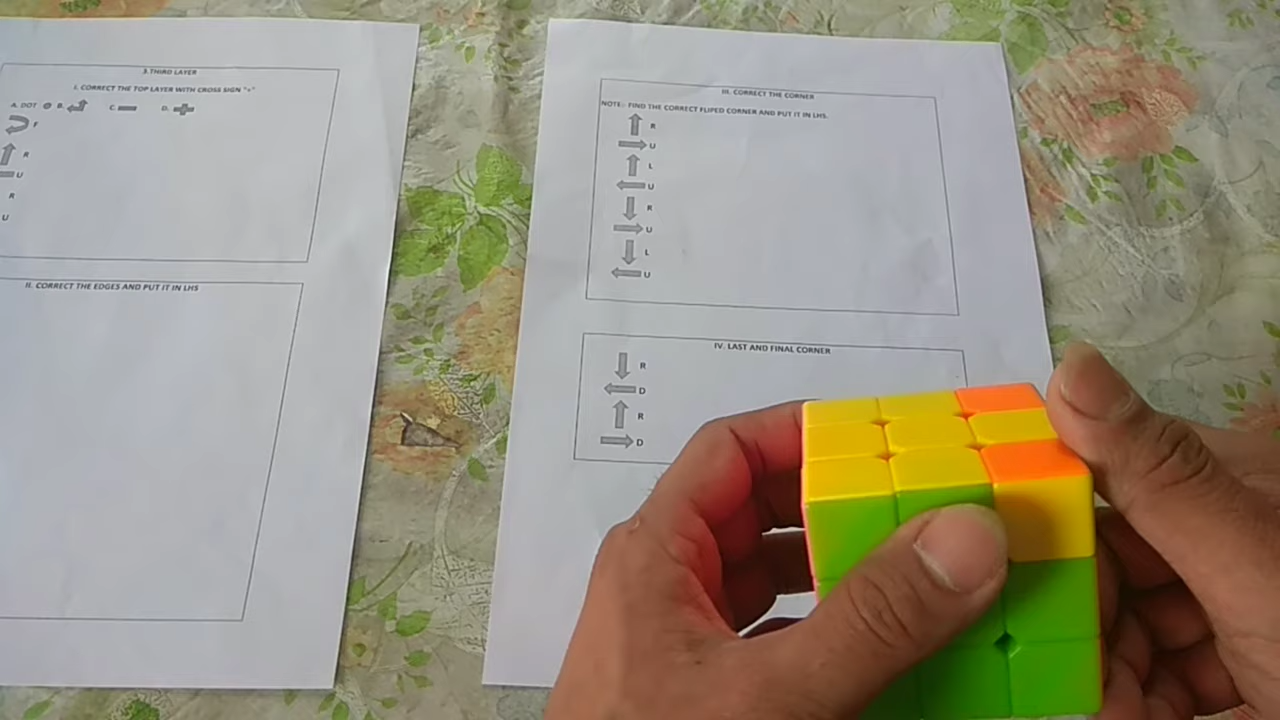 3.THIRD LAYER
I. CORRECT THE TOP LAYER WITH CROSS SIGN "+"
A. DOT B. C. D.
F
R
U
R
U
II. CORRECT THE EDGES AND PUT IT IN LHS
III. CORRECT THE CORNER
NOTE:- FIND THE CORRECT FLIPED CORNER AND PUT IT IN LHS.
R
U
L
U
R
U
L
U
IV. LAST AND FINAL CORNER
R
D
R
D